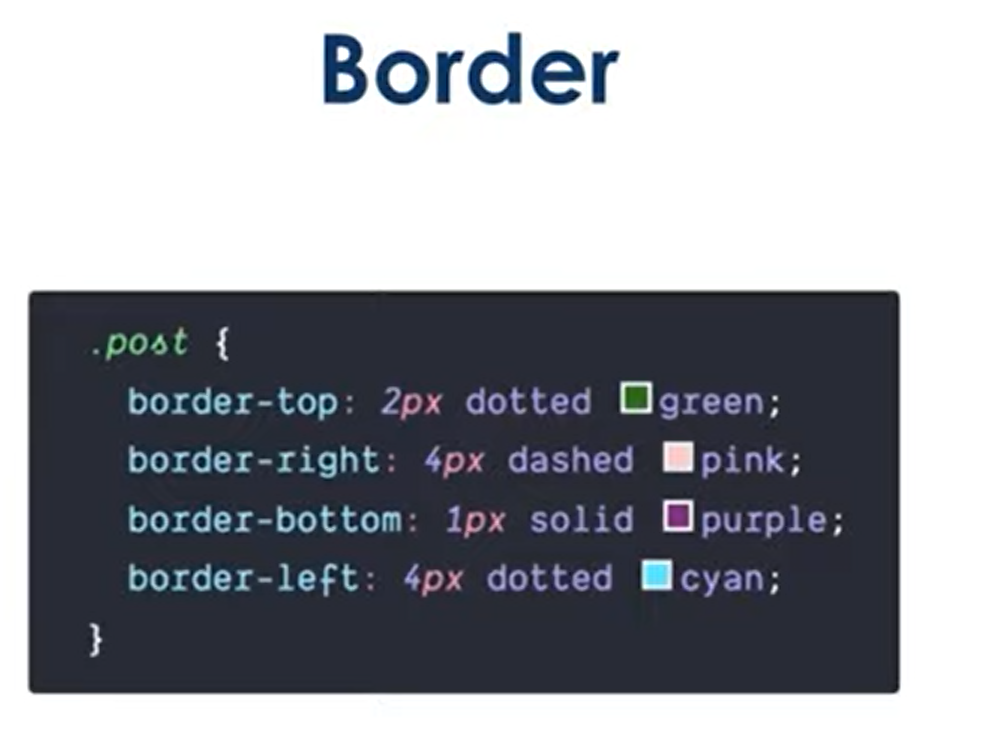 Border
.post {
border-top: 2px dotted green;
border-right: 4px dashed pink;
border-bottom: 1px solid purple;
border-left: 4px dotted cyan;
}